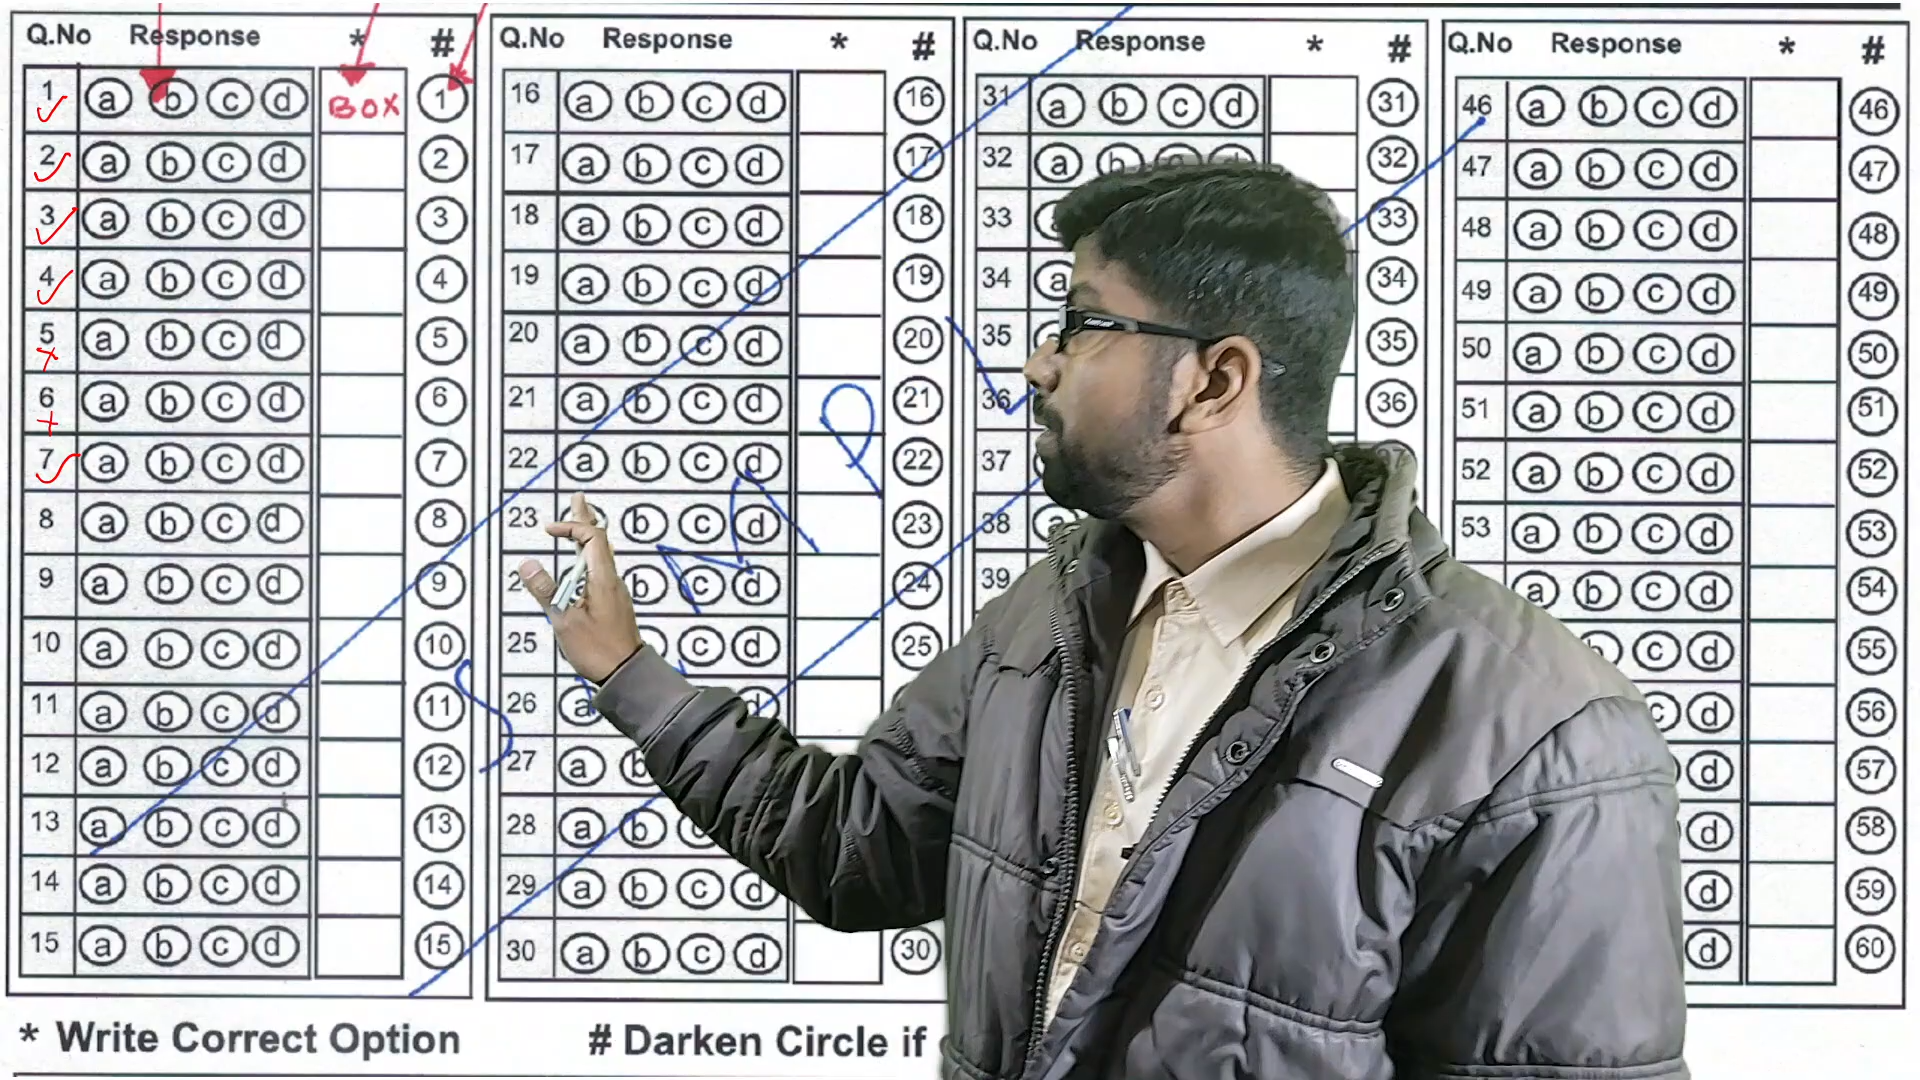 Q.No Response * # Q.No Response * # Q.No Response * # Q.No Response * #
1 a b c d BOX 1 16 a b c d 16 31 a b c d 31 46 a b c d 46
2 a b c d 2 17 a b c d 17 32 a b c d 32 47 a b c d 47
3 a b c d 3 18 a b c d 18 33 33 48 a b c d 48
4 a b c d 4 19 a b c d 19 34 a 34 49 a b c d 49
5 a b c d 5 20 a b c d 20 35 35 50 a b c d 50
6 a b c d 6 21 a b c d 21 36 36 51 a b c d 51
7 a b c d 7 22 a b c d 22 37 52 a b c d 52
8 a b c d 8 23 b c d 23 38 a 53 a b c d 53
9 a b c d 9 b c d 24 39 a b c d 54
10 a b c d 10 25 c d 25 c d 55
11 a b c d 11 26 a d c d 56
12 a b c d 12 27 a b d 57
13 a b c d 13 28 a b c d 58
14 a b c d 14 29 a b c d d 59
15 a b c d 15 30 a b c d 30 d 60
* Write Correct Option # Darken Circle if